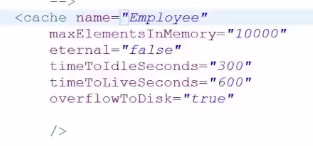 -->
<cache name="Employee"
maxElementsInMemory="10000"
eternal="false"
timeToIdleSeconds="300"
timeToLiveSeconds="600"
overflowToDisk="true"
/>